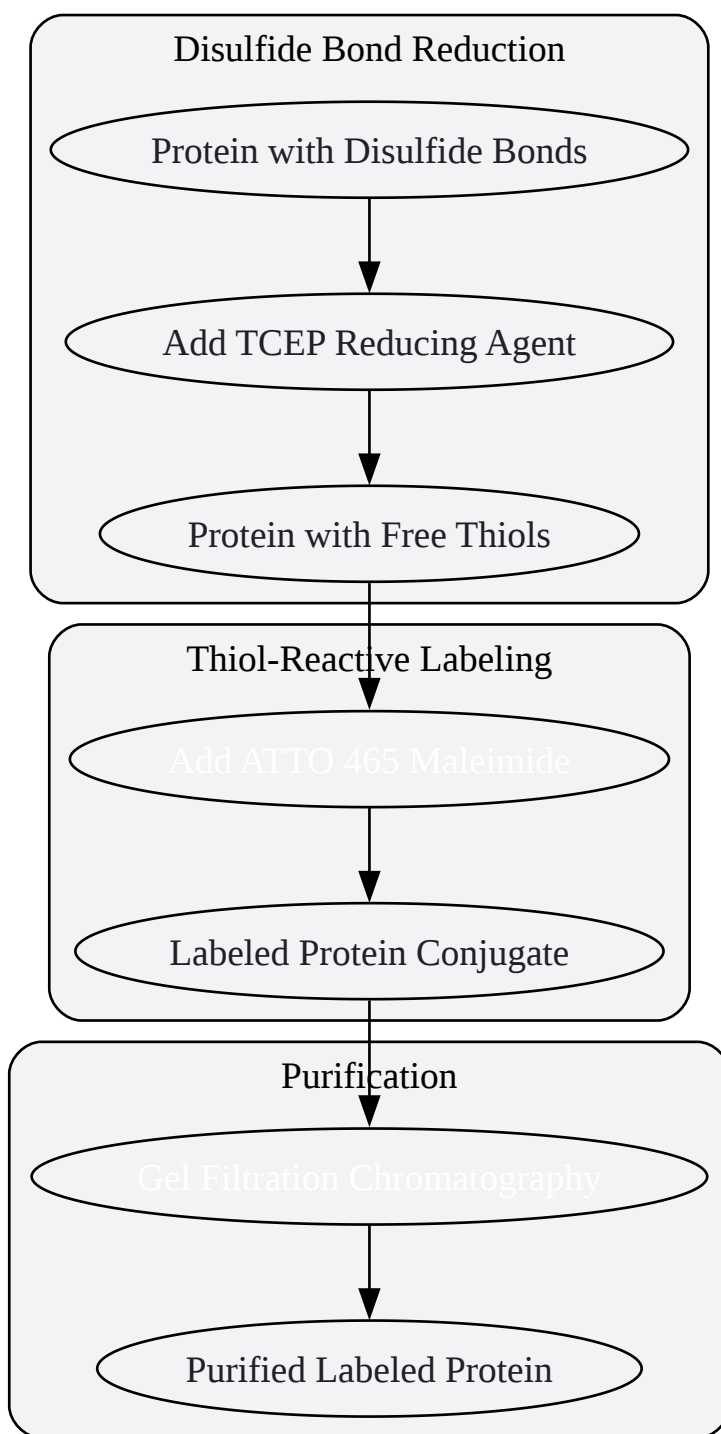 Disulfide Bond Reduction
Protein with Disulfide Bonds
Add TCEP Reducing Agent
Protein with Free Thiols
Thiol-Reactive Labeling
Add ATTO 465 Maleimide
Labeled Protein Conjugate
Purification
Gel Filtration Chromatography
Purified Labeled Protein